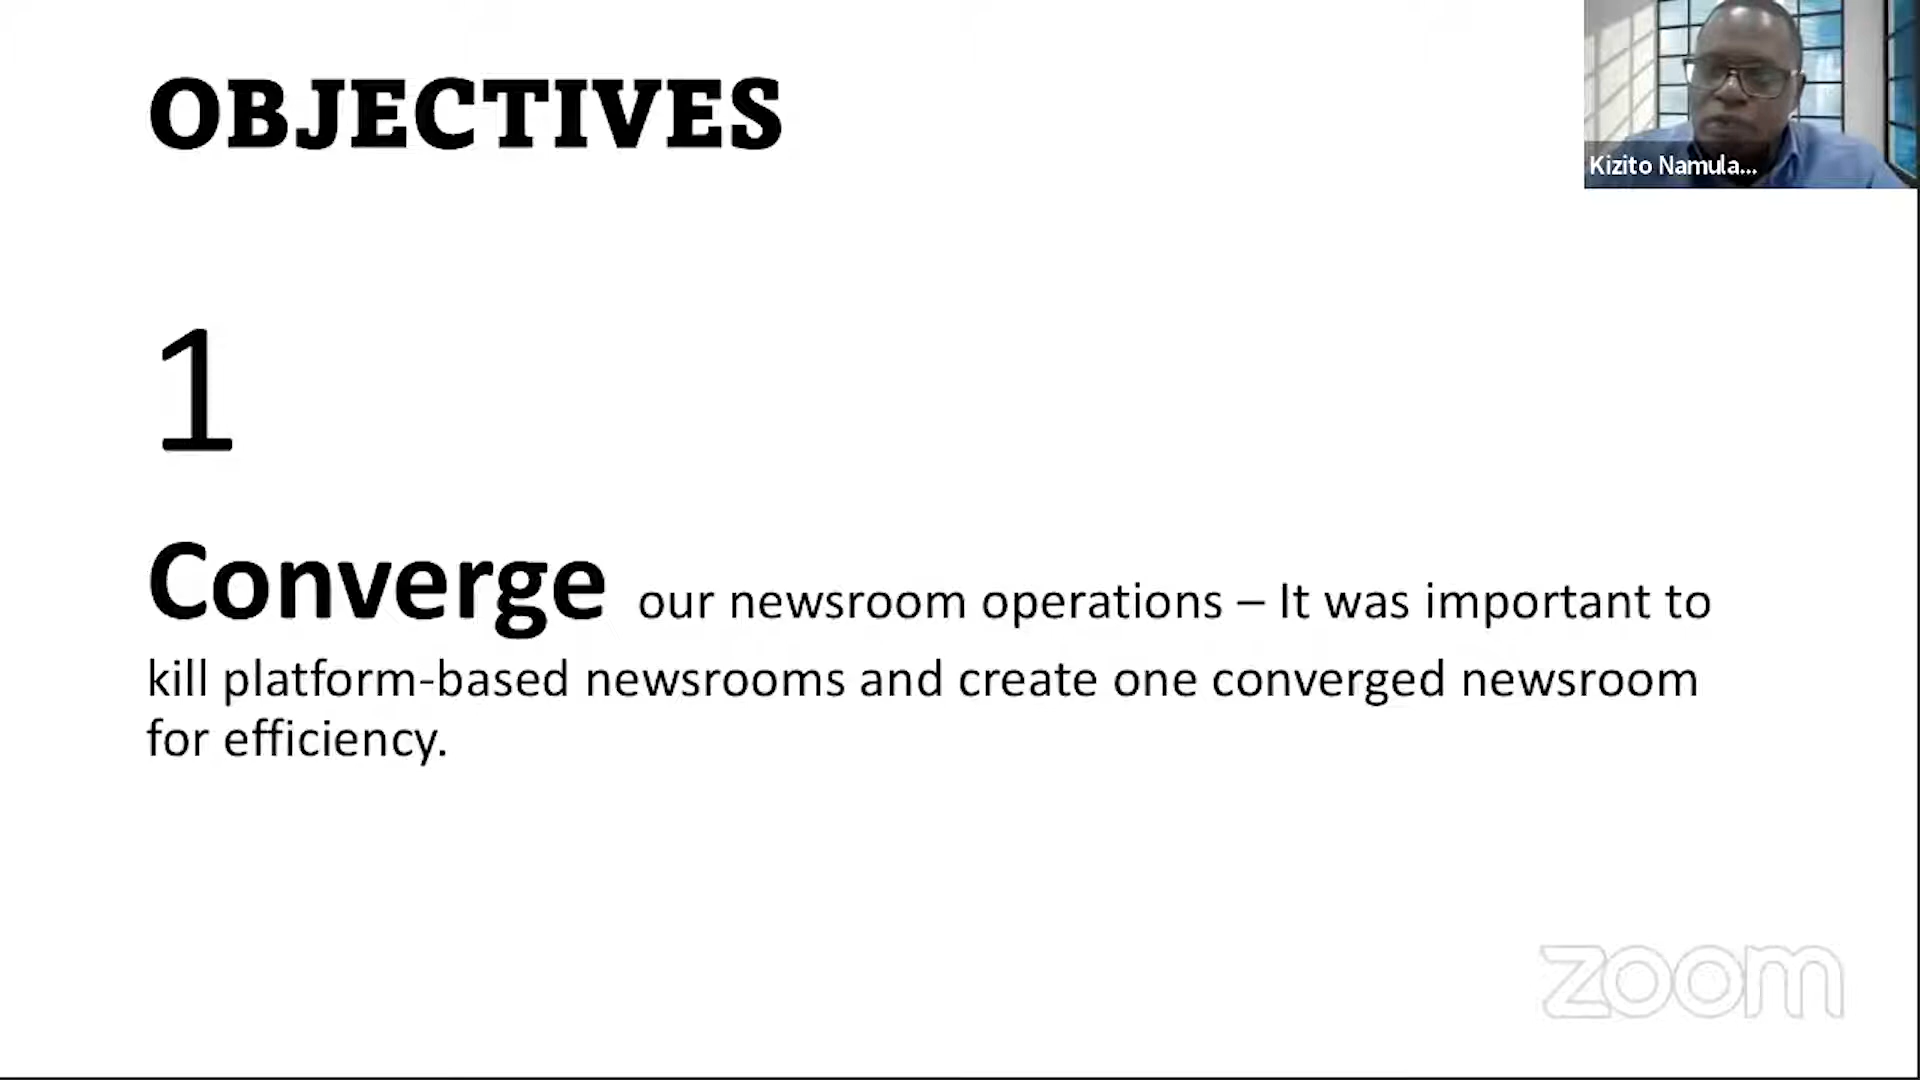 OBJECTIVES
Kizito Namula...
1
Converge our newsroom operations – It was important to
kill platform-based newsrooms and create one converged newsroom
for efficiency.
zoom